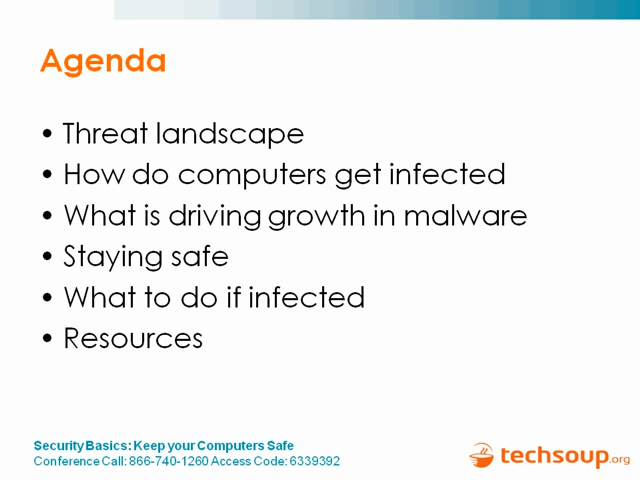 Agenda
• Threat landscape
• How do computers get infected
• What is driving growth in malware
• Staying safe
• What to do if infected
• Resources
Security Basics: Keep your Computers Safe
Conference Call: 866-740-1260 Access Code: 6339392
techsoup.org